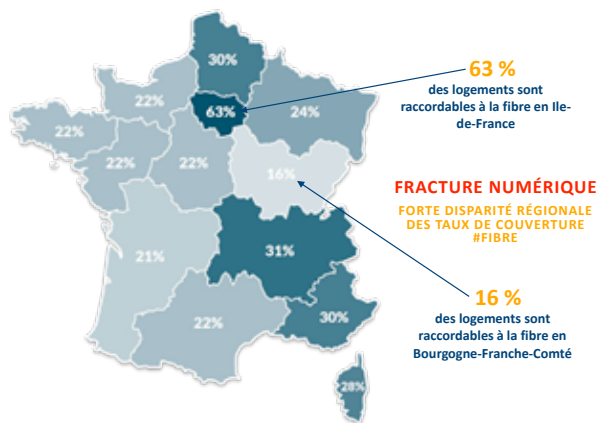 30%
63 %
des logements sont
raccordables à la fibre en Ile-
de-France
22%
63%
24%
22%
22%
22%
16%
FRACTURE NUMÉRIQUE
FORTE DISPARITÉ RÉGIONALE
DES TAUX DE COUVERTURE
#FIBRE
21%
31%
16 %
des logements sont
raccordables à la fibre en
Bourgogne-Franche-Comté
22%
30%
28%